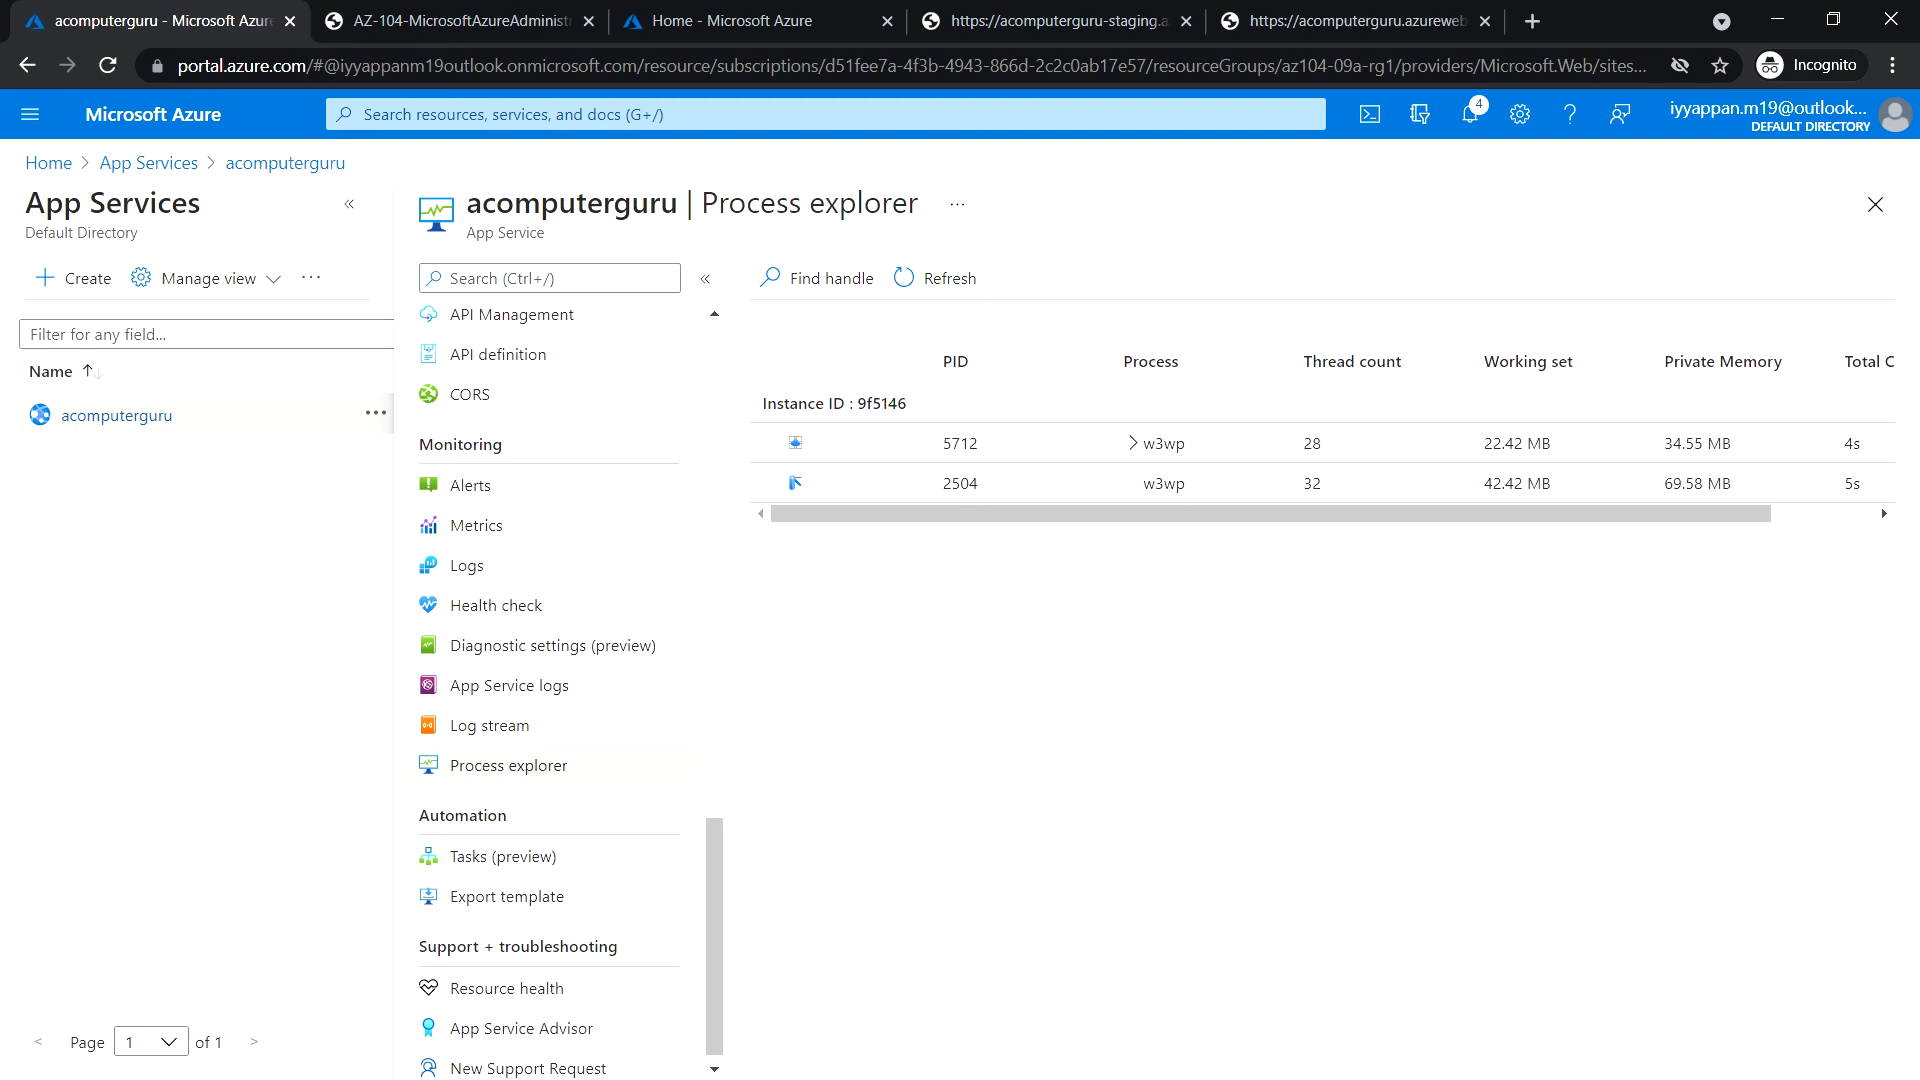 acomputerguru - Microsoft Azure
AZ-104-MicrosoftAzureAdminist
Home - Microsoft Azure
https://acomputerguru-staging.a
https://acomputerguru.azureweb
portal.azure.com/#@iyyappanm19outlook.onmicrosoft.com/resource/subscriptions/d51fee7a-4f3b-4943-866d-2c2c0ab17e57/resourceGroups/az104-09a-rg1/providers/Microsoft.Web/sites...
Incognito
Microsoft Azure
Search resources, services, and docs (G+/)
4
iyyappan.m19@outlook...
DEFAULT DIRECTORY
Home > App Services > acomputerguru
App Services
Default Directory
Create
Manage view
Filter for any field...
Name
acomputerguru
Page 1 of 1
acomputerguru | Process explorer
App Service
Search (Ctrl+/)
API Management
API definition
CORS
Monitoring
Alerts
Metrics
Logs
Health check
Diagnostic settings (preview)
App Service logs
Log stream
Process explorer
Automation
Tasks (preview)
Export template
Support + troubleshooting
Resource health
App Service Advisor
New Support Request
Find handle
Refresh
PID Process Thread count Working set Private Memory Total C
Instance ID : 9f5146
5712 w3wp 28 22.42 MB 34.55 MB 4s
2504 w3wp 32 42.42 MB 69.58 MB 5s